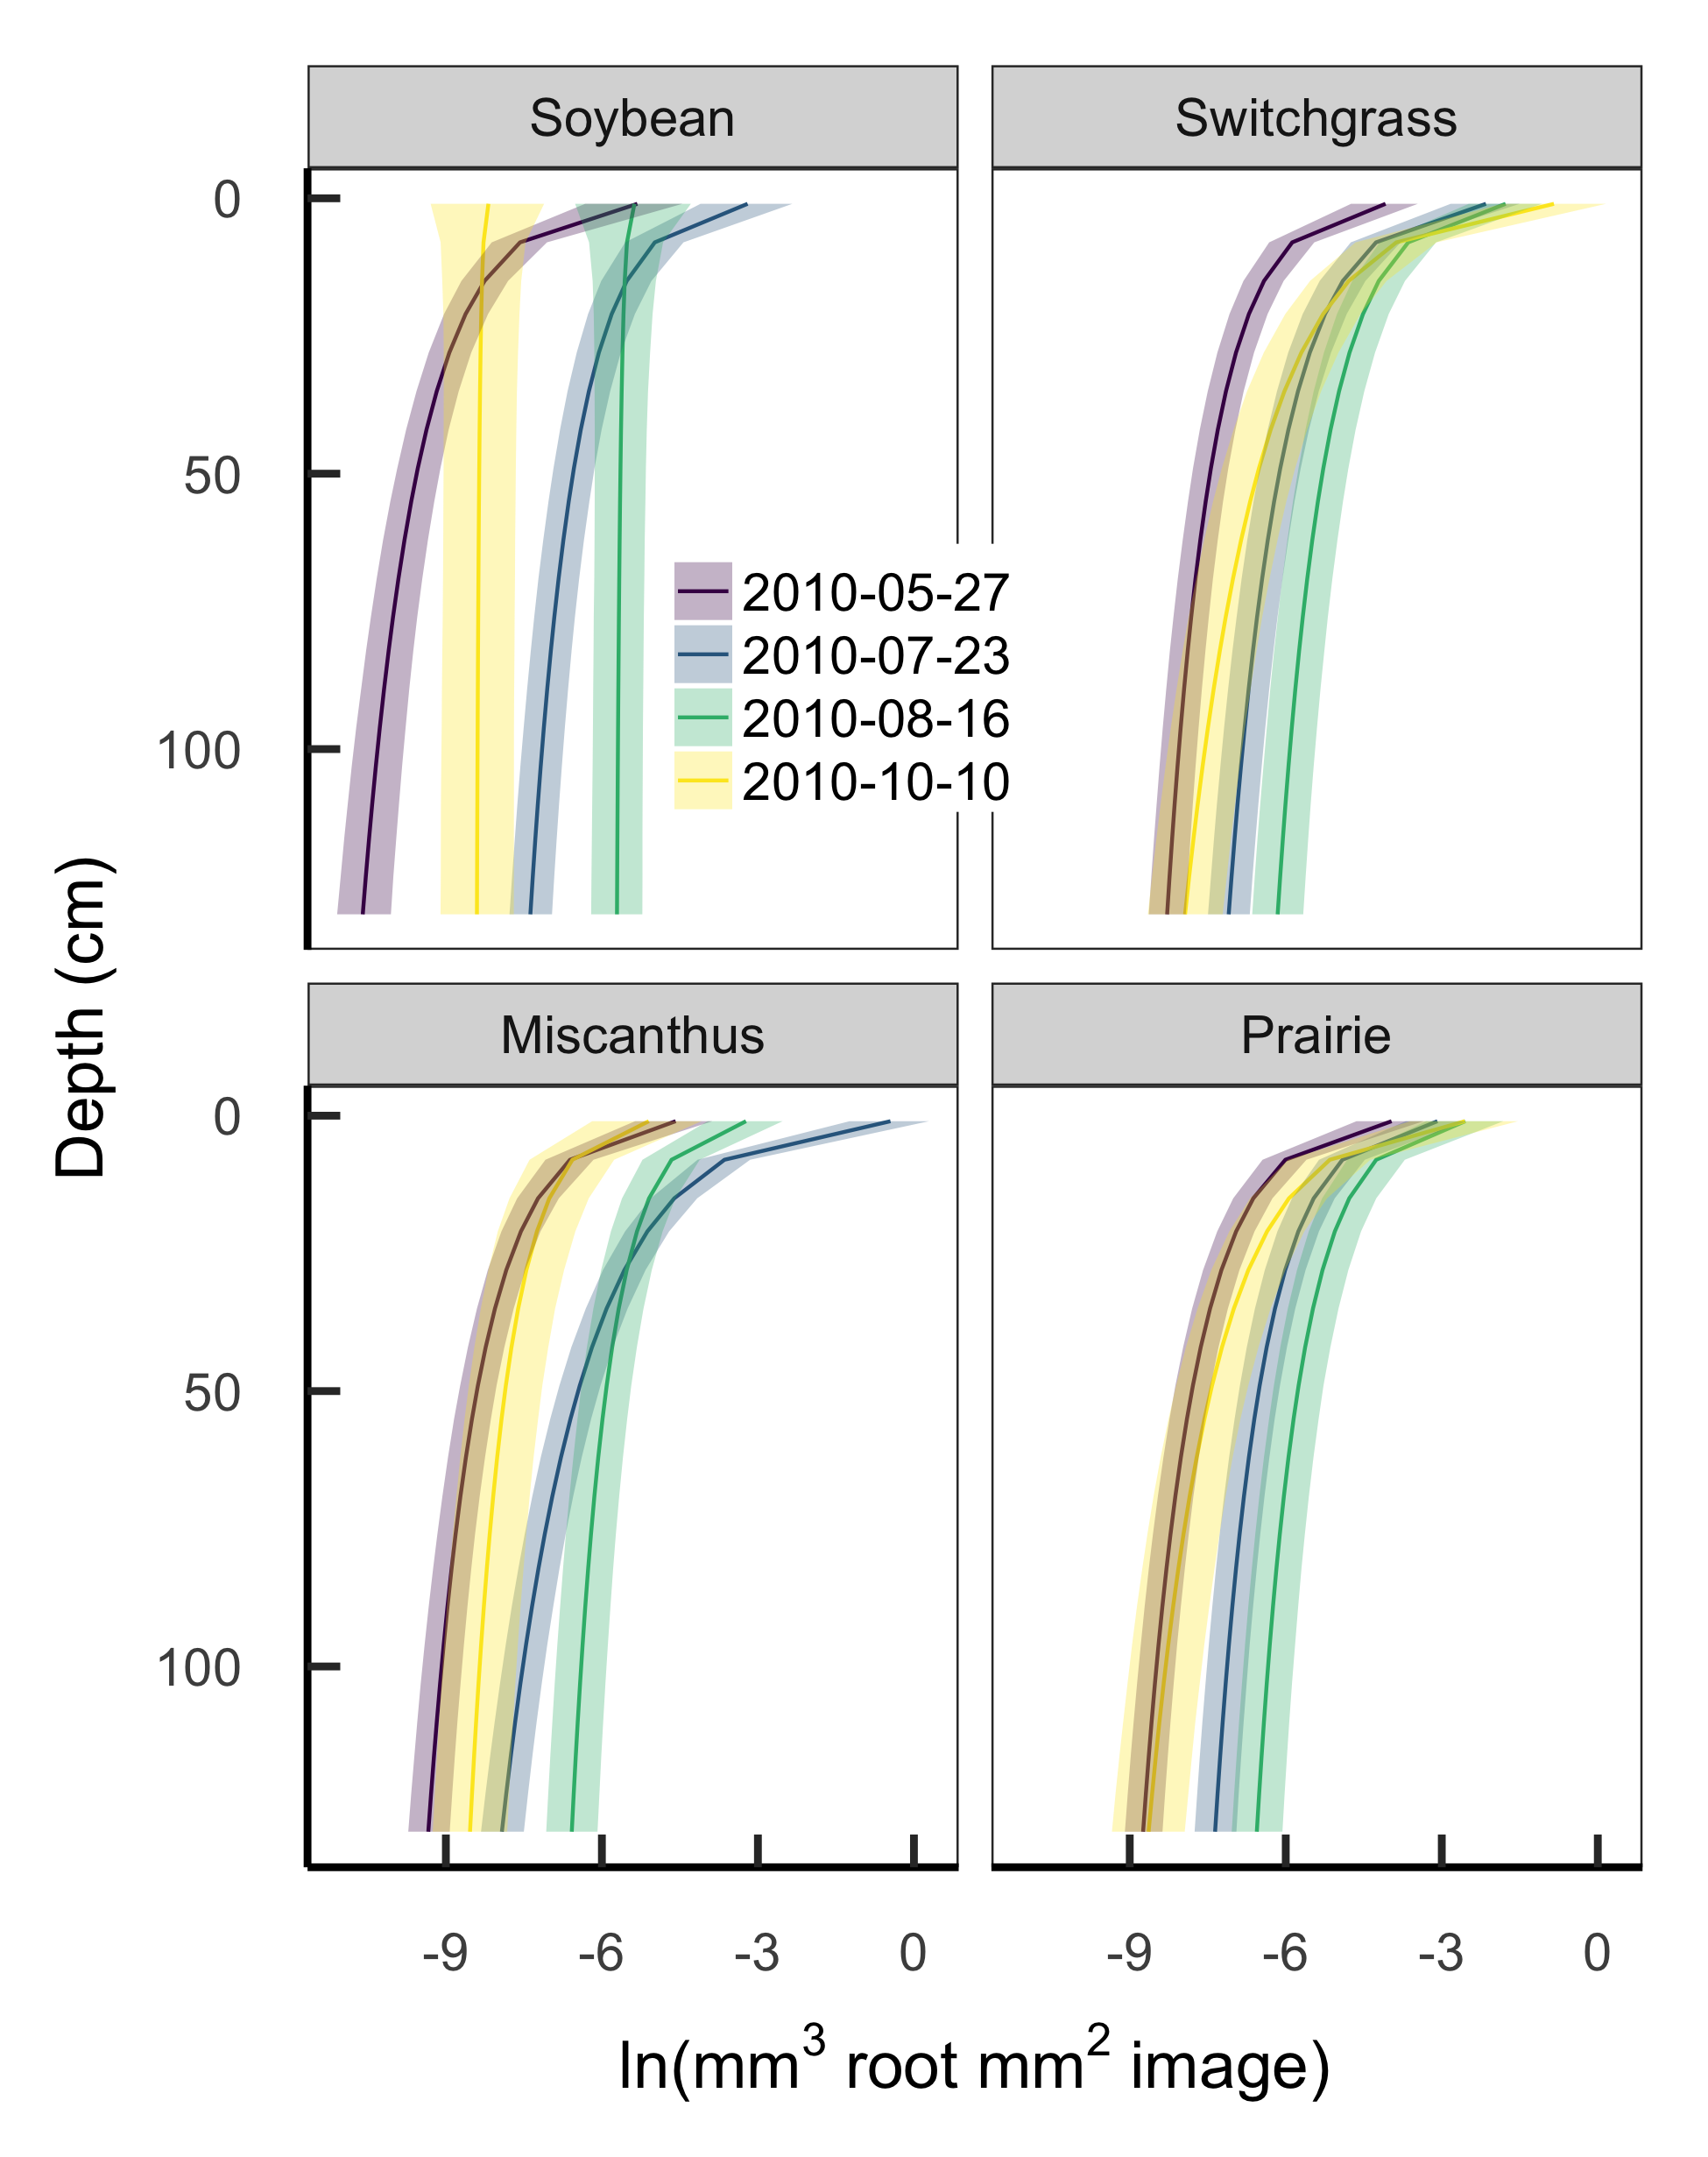 Soybean
Switchgrass
0
50
100
2010-05-27
2010-07-23
2010-08-16
2010-10-10
Depth (cm)
Miscanthus
Prairie
0
50
100
-9 -6 -3 0 -9 -6 -3 0
ln(mm³ root mm² image)